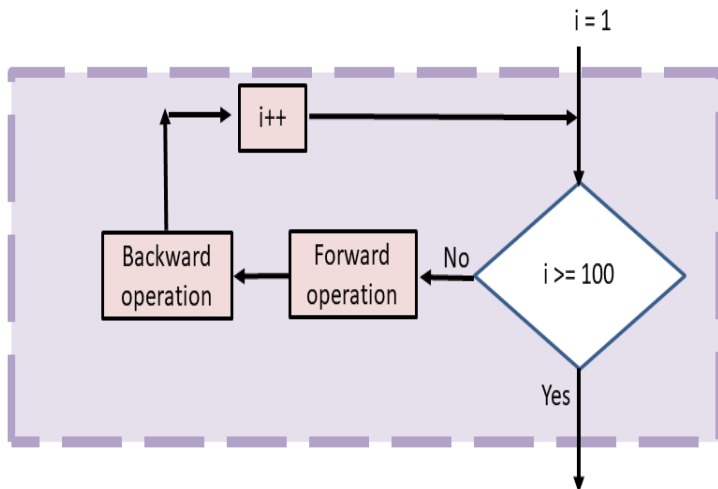 i = 1
i++
Backward
operation
Forward
operation
No
i >= 100
Yes